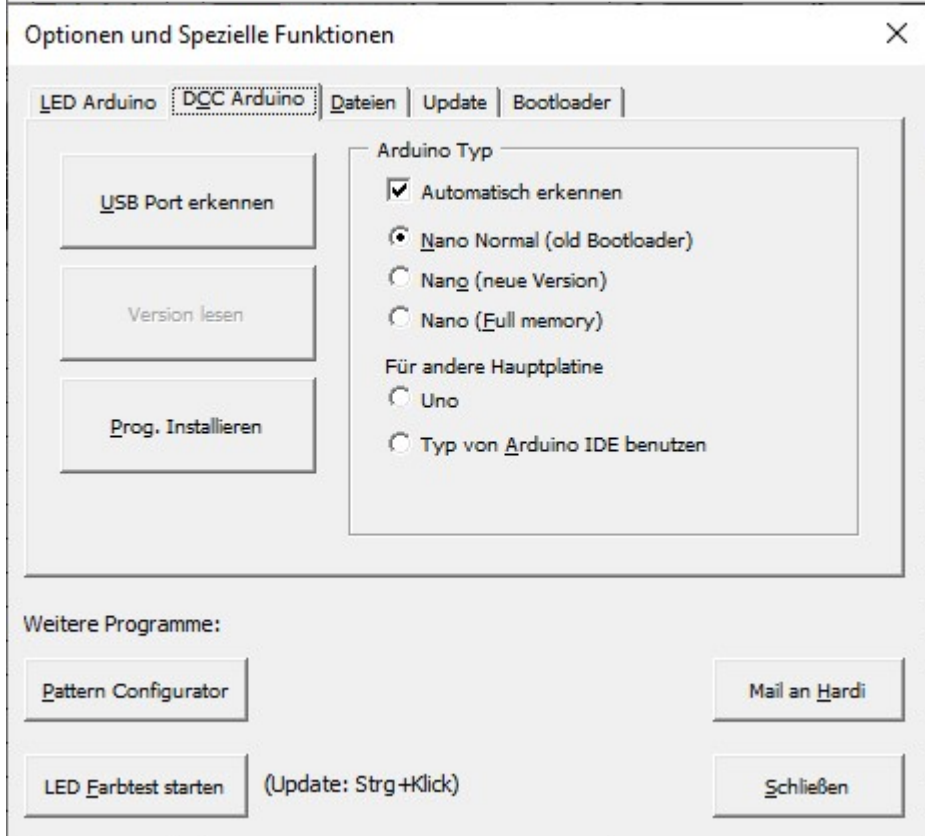 Optionen und Spezielle Funktionen
LED Arduino DCC Arduino Dateien Update Bootloader
USB Port erkennen
Version lesen
Prog. Installieren
Arduino Typ
Automatisch erkennen
Nano Normal (old Bootloader)
Nano (neue Version)
Nano (Full memory)
Für andere Hauptplatine
Uno
Typ von Arduino IDE benutzen
Weitere Programme:
Pattern Configurator
Mail an Hardi
LED Farbtest starten (Update: Strg+Klick)
Schließen